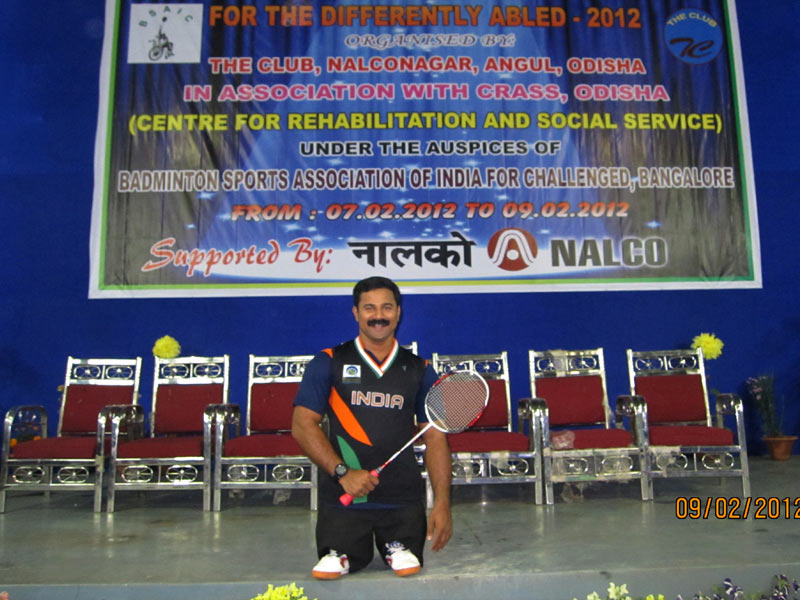 BSAIC
FOR THE DIFFERENTLY ABLED - 2012
THE CLUB
ORGANISED BY:
THE CLUB, NALCONAGAR, ANGUL, ODISHA
IN ASSOCIATION WITH CRASS, ODISHA
(CENTRE FOR REHABILITATION AND SOCIAL SERVICE)
UNDER THE AUSPICES OF
BADMINTON SPORTS ASSOCIATION OF INDIA FOR CHALLENGED, BANGALORE
FROM : - 07.02.2012 TO 09.02.2012
Supported By: नालको NALCO
INDIA
09/02/2012